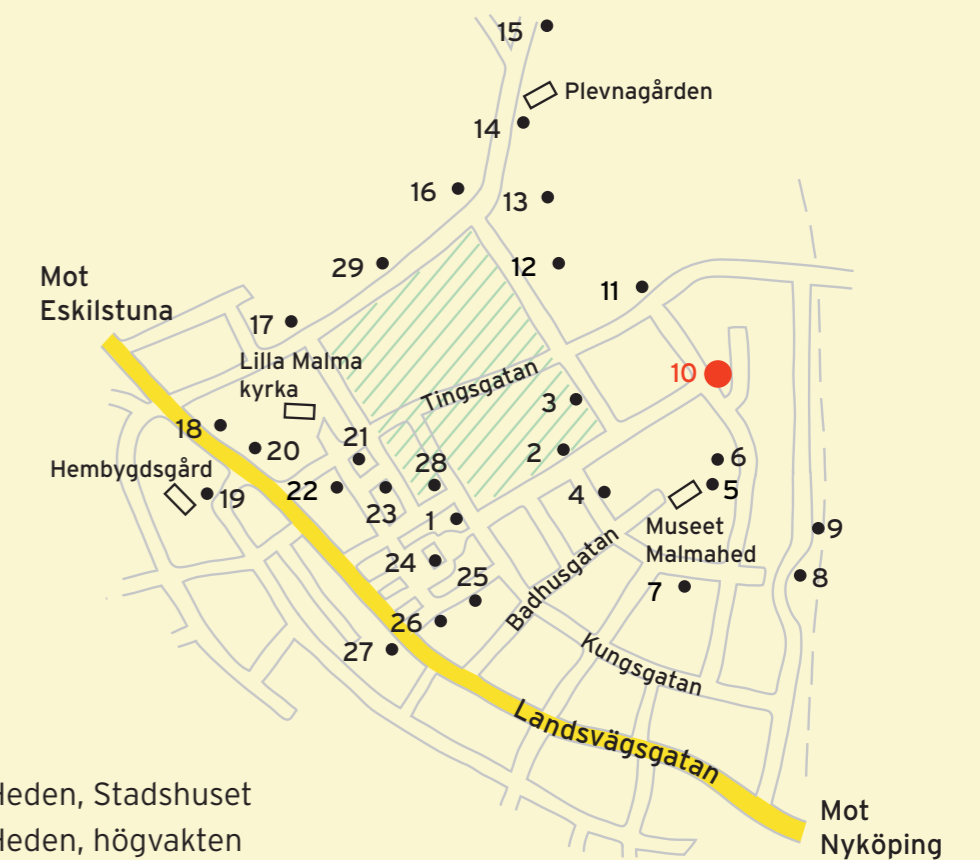 15
Plevnagården
14
16
13
29
12
11
Mot
Eskilstuna
17
Lilla Malma
kyrka
10
Tingsgatan
3
18
20
21
2
6
Hembygdsgård
28
19
22
23
4
5
1
Museet
Malmahed
9
24
25
Badhusgatan
7
8
26
27
Kungsgatan
Landsvägsgatan
Heden, Stadshuset
Heden, högvakten
Mot
Nyköping